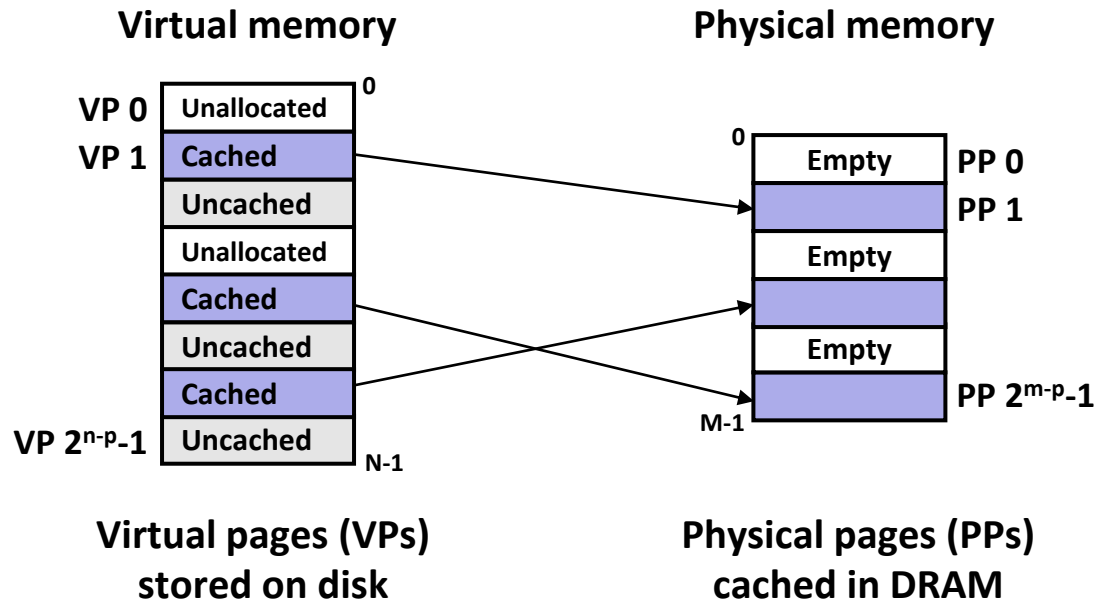 Virtual memory
Physical memory
0
VP 0 Unallocated
VP 1 Cached
Uncached
Unallocated
Cached
Uncached
Cached
VP 2ⁿ⁻ᵖ-1 Uncached
N-1
0
Empty PP 0
PP 1
Empty
Empty
PP 2ᵐ⁻ᵖ-1
M-1
Virtual pages (VPs)
stored on disk
Physical pages (PPs)
cached in DRAM